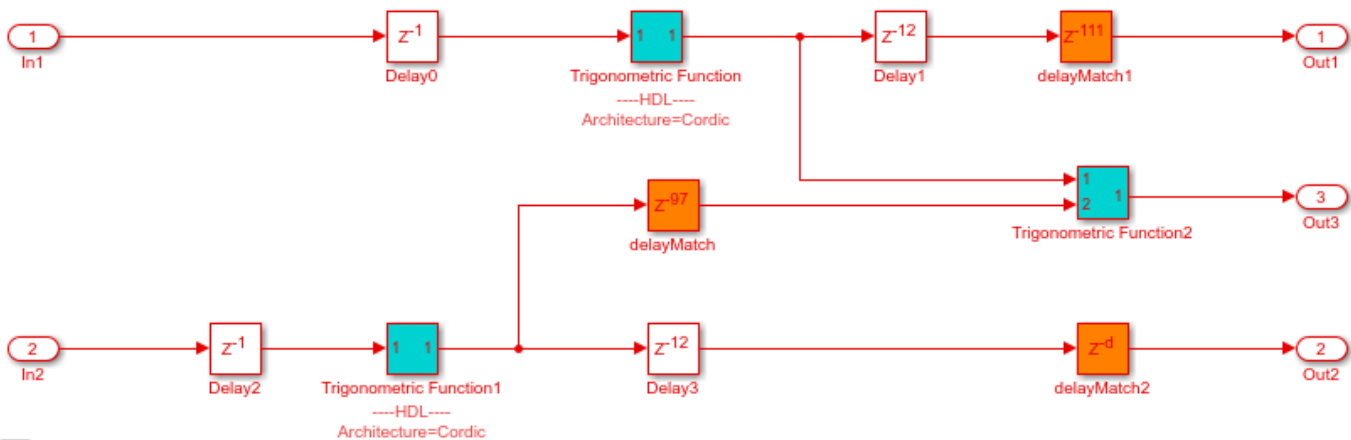 1
In1
Z-1
Delay0
1 1
Trigonometric Function
----HDL----
Architecture=Cordic
Z-12
Delay1
Z-111
delayMatch1
1
Out1
Z-97
delayMatch
1
2
1
Trigonometric Function2
3
Out3
2
In2
Z-1
Delay2
1 1
Trigonometric Function1
----HDL----
Architecture=Cordic
Z-12
Delay3
Z-d
delayMatch2
2
Out2